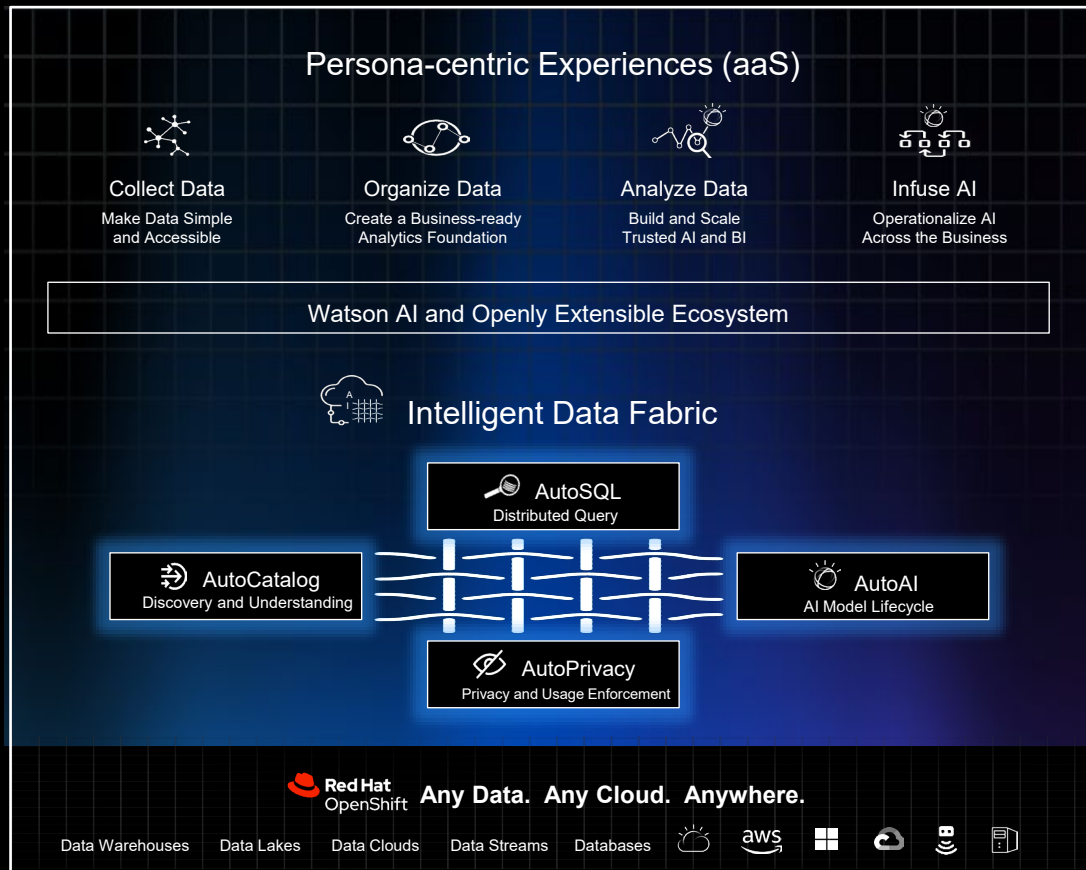 Persona-centric Experiences (aaS)
Collect Data
Make Data Simple
and Accessible
Organize Data
Create a Business-ready
Analytics Foundation
Analyze Data
Build and Scale
Trusted AI and BI
Infuse AI
Operationalize AI
Across the Business
Watson AI and Openly Extensible Ecosystem
A
I
Intelligent Data Fabric
AutoSQL
Distributed Query
AutoCatalog
Discovery and Understanding
AutoAI
AI Model Lifecycle
AutoPrivacy
Privacy and Usage Enforcement
Red Hat
OpenShift
Any Data. Any Cloud. Anywhere.
Data Warehouses
Data Lakes
Data Clouds
Data Streams
Databases
aws